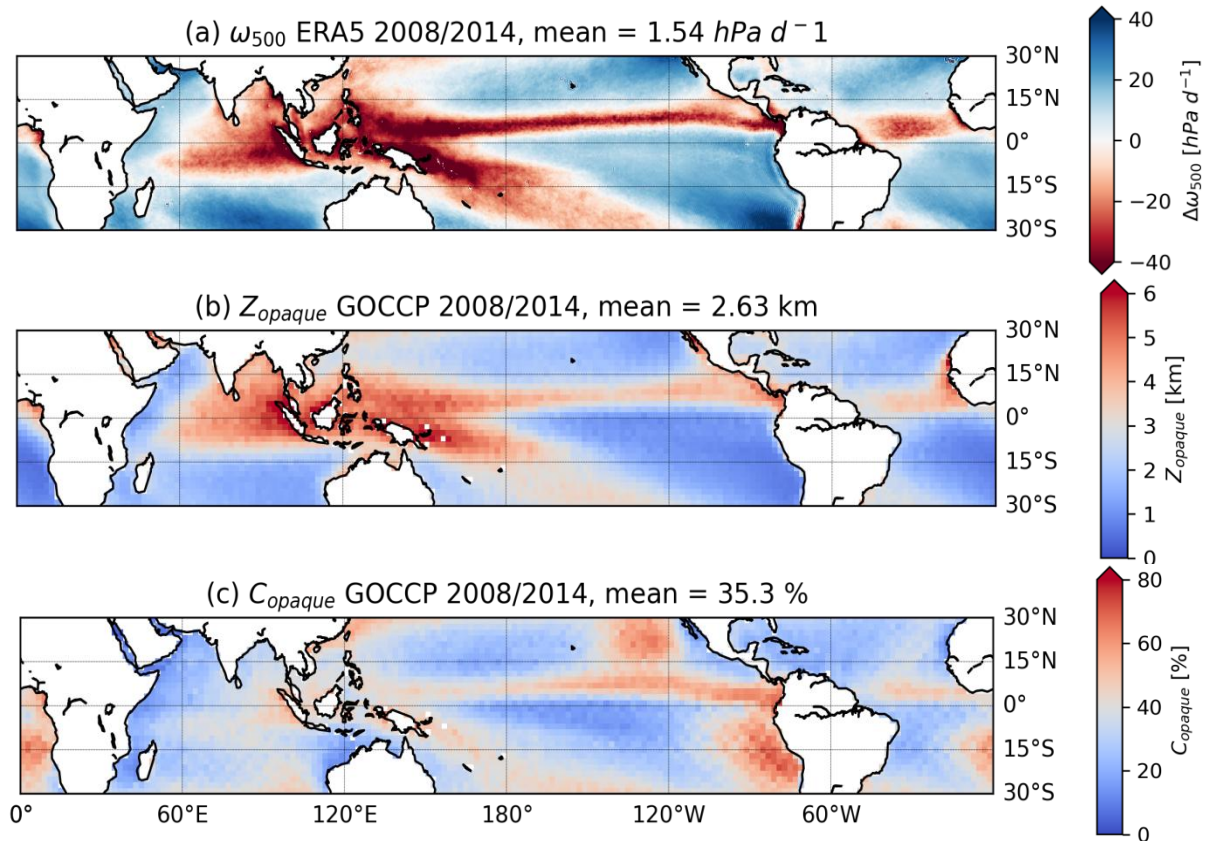 (a) ω500 ERA5 2008/2014, mean = 1.54 hPa d − 1
30°N
15°N
0°
15°S
30°S
40
20
0
−20
−40
Δω500 [hPa d−1]
(b) Zopaque GOCCP 2008/2014, mean = 2.63 km
30°N
15°N
0°
15°S
30°S
6
5
4
3
2
1
0
Zopaque [km]
(c) Copaque GOCCP 2008/2014, mean = 35.3 %
30°N
15°N
0°
15°S
30°S
0°
60°E
120°E
180°
120°W
60°W
80
60
40
20
0
Copaque [%]